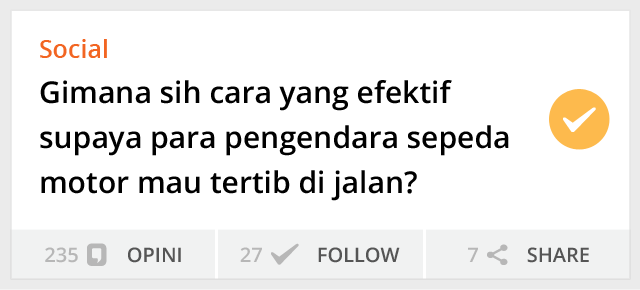 Social
Gimana sih cara yang efektif
supaya para pengendara sepeda
motor mau tertib di jalan?
235 OPINI 27 FOLLOW 7 SHARE